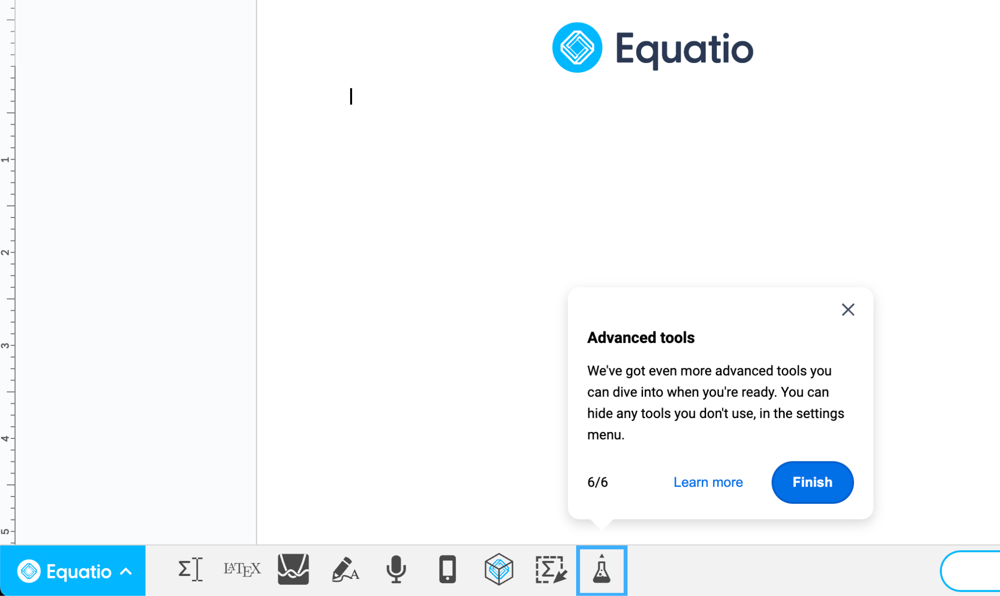 Equatio
1
2
3
4
5
Advanced tools
We've got even more advanced tools you
can dive into when you're ready. You can
hide any tools you don't use, in the settings
menu.
6/6 Learn more Finish
Equatio Σ LATEX A Σ